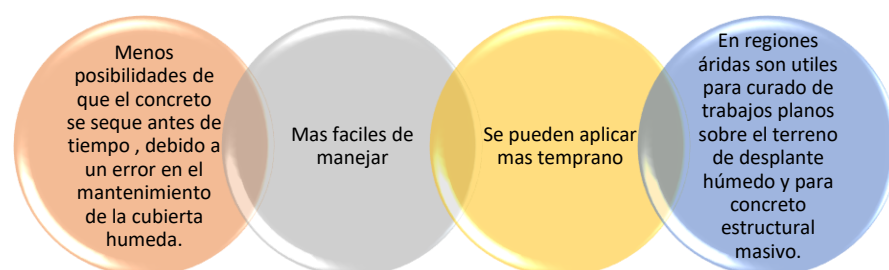 Menos
posibilidades de
que el concreto
se seque antes de
tiempo , debido a
un error en el
mantenimiento
de la cubierta
humeda.
Mas faciles de
manejar
Se pueden aplicar
mas temprano
En regiones
áridas son utiles
para curado de
trabajos planos
sobre el terreno
de desplante
húmedo y para
concreto
estructural
masivo.